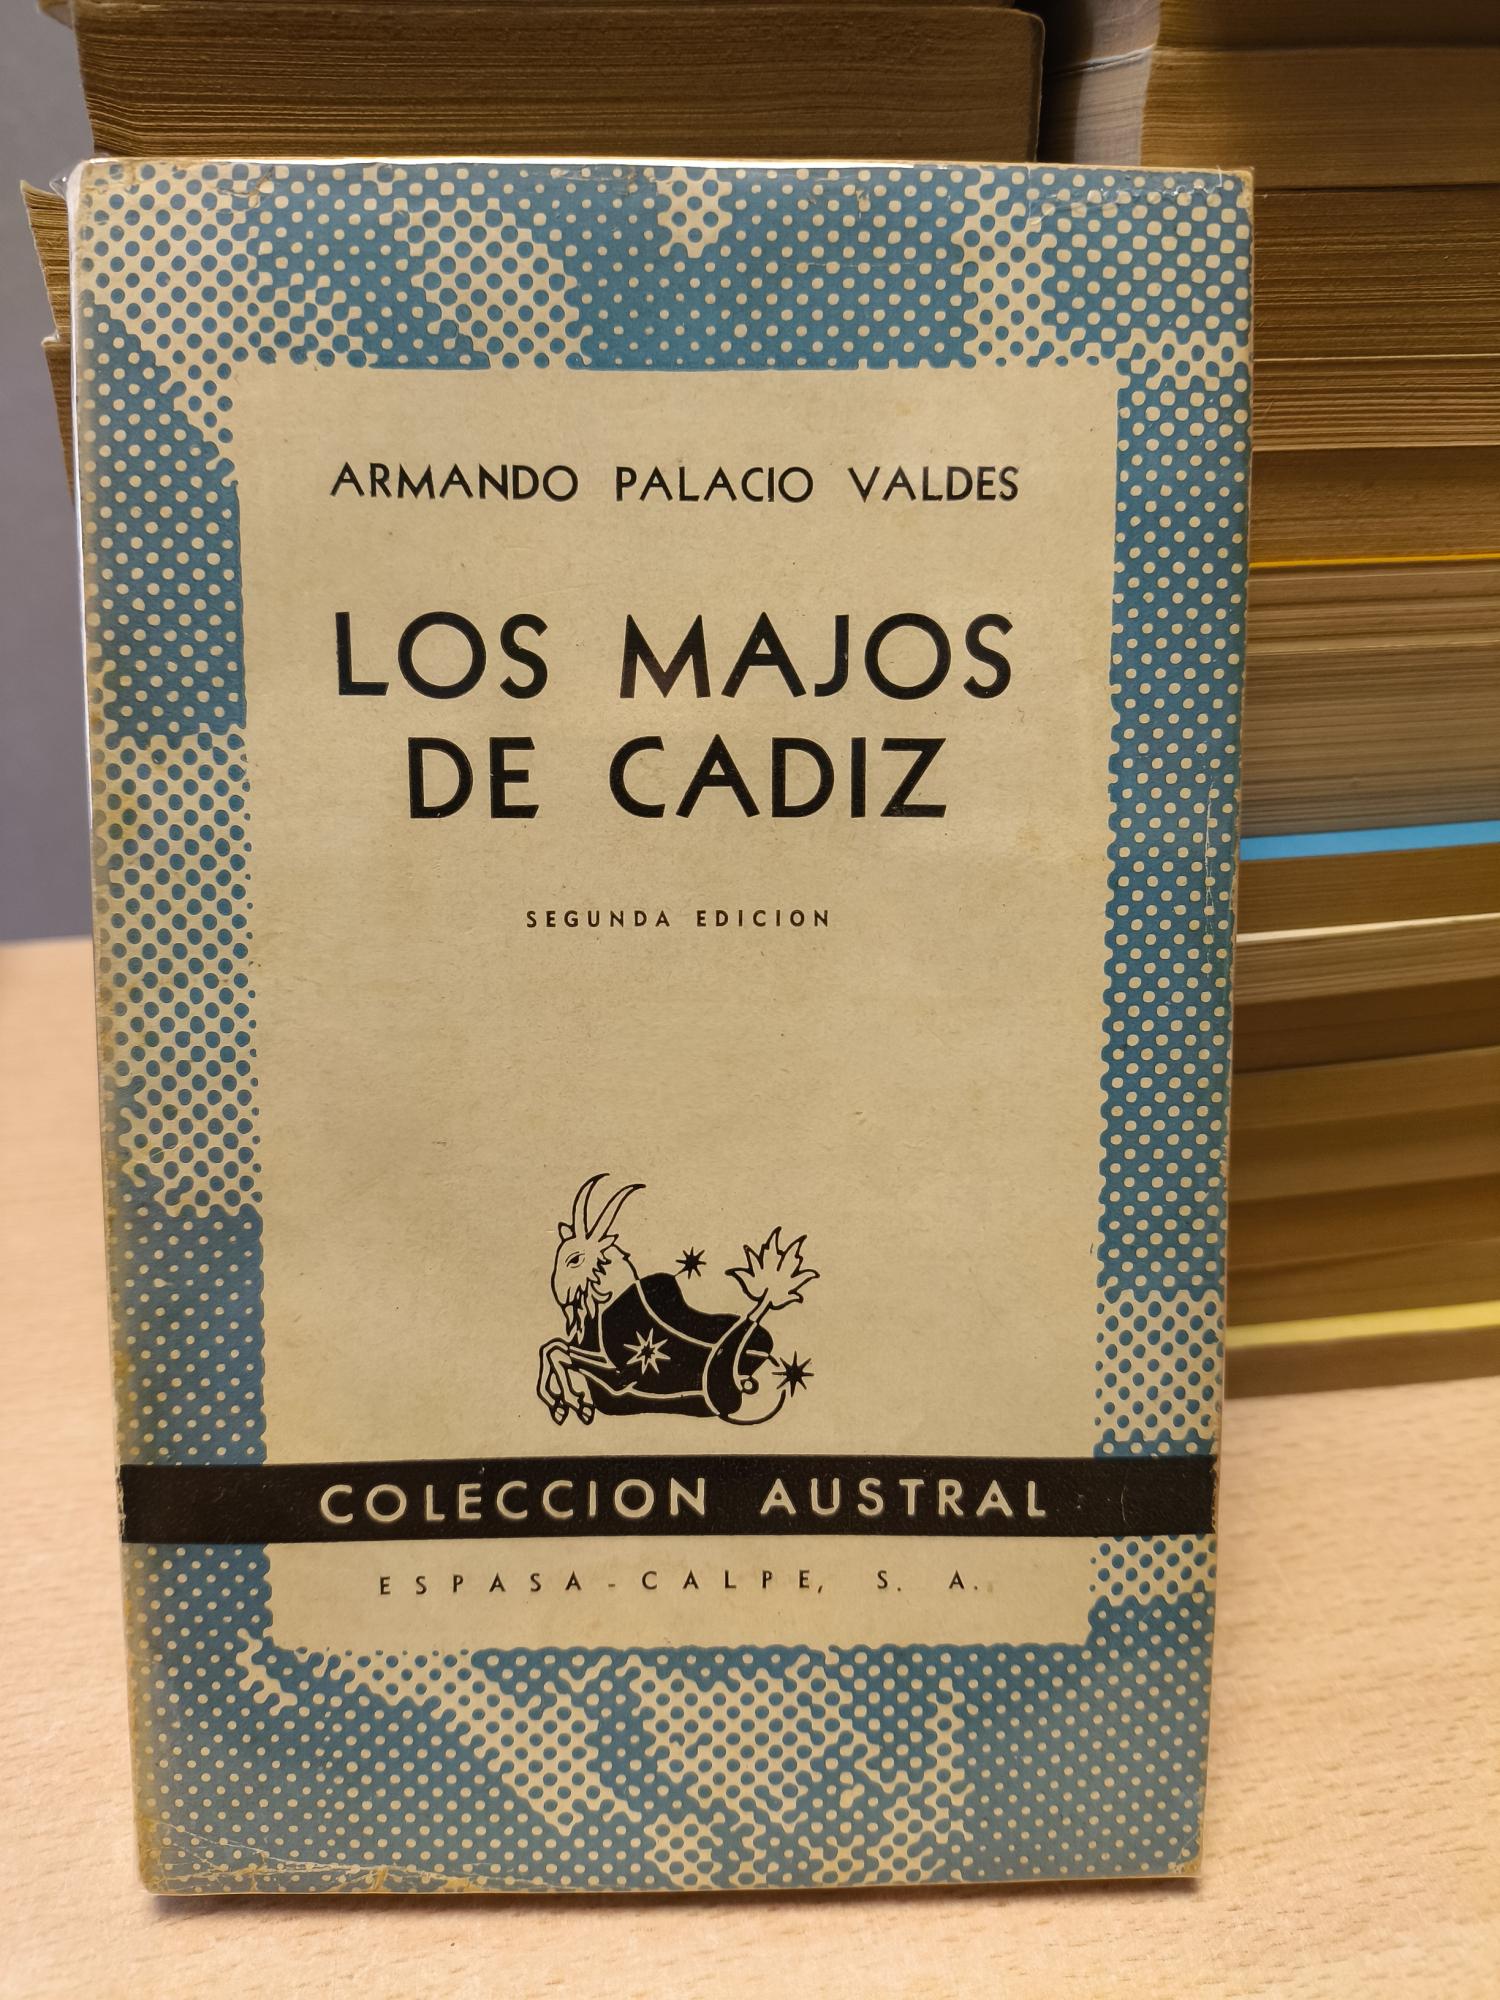 ARMANDO PALACIO VALDES
LOS MAJOS
DE CADIZ
SEGUNDA EDICION
COLECCION AUSTRAL
ESPASA-CALPE, S. A.